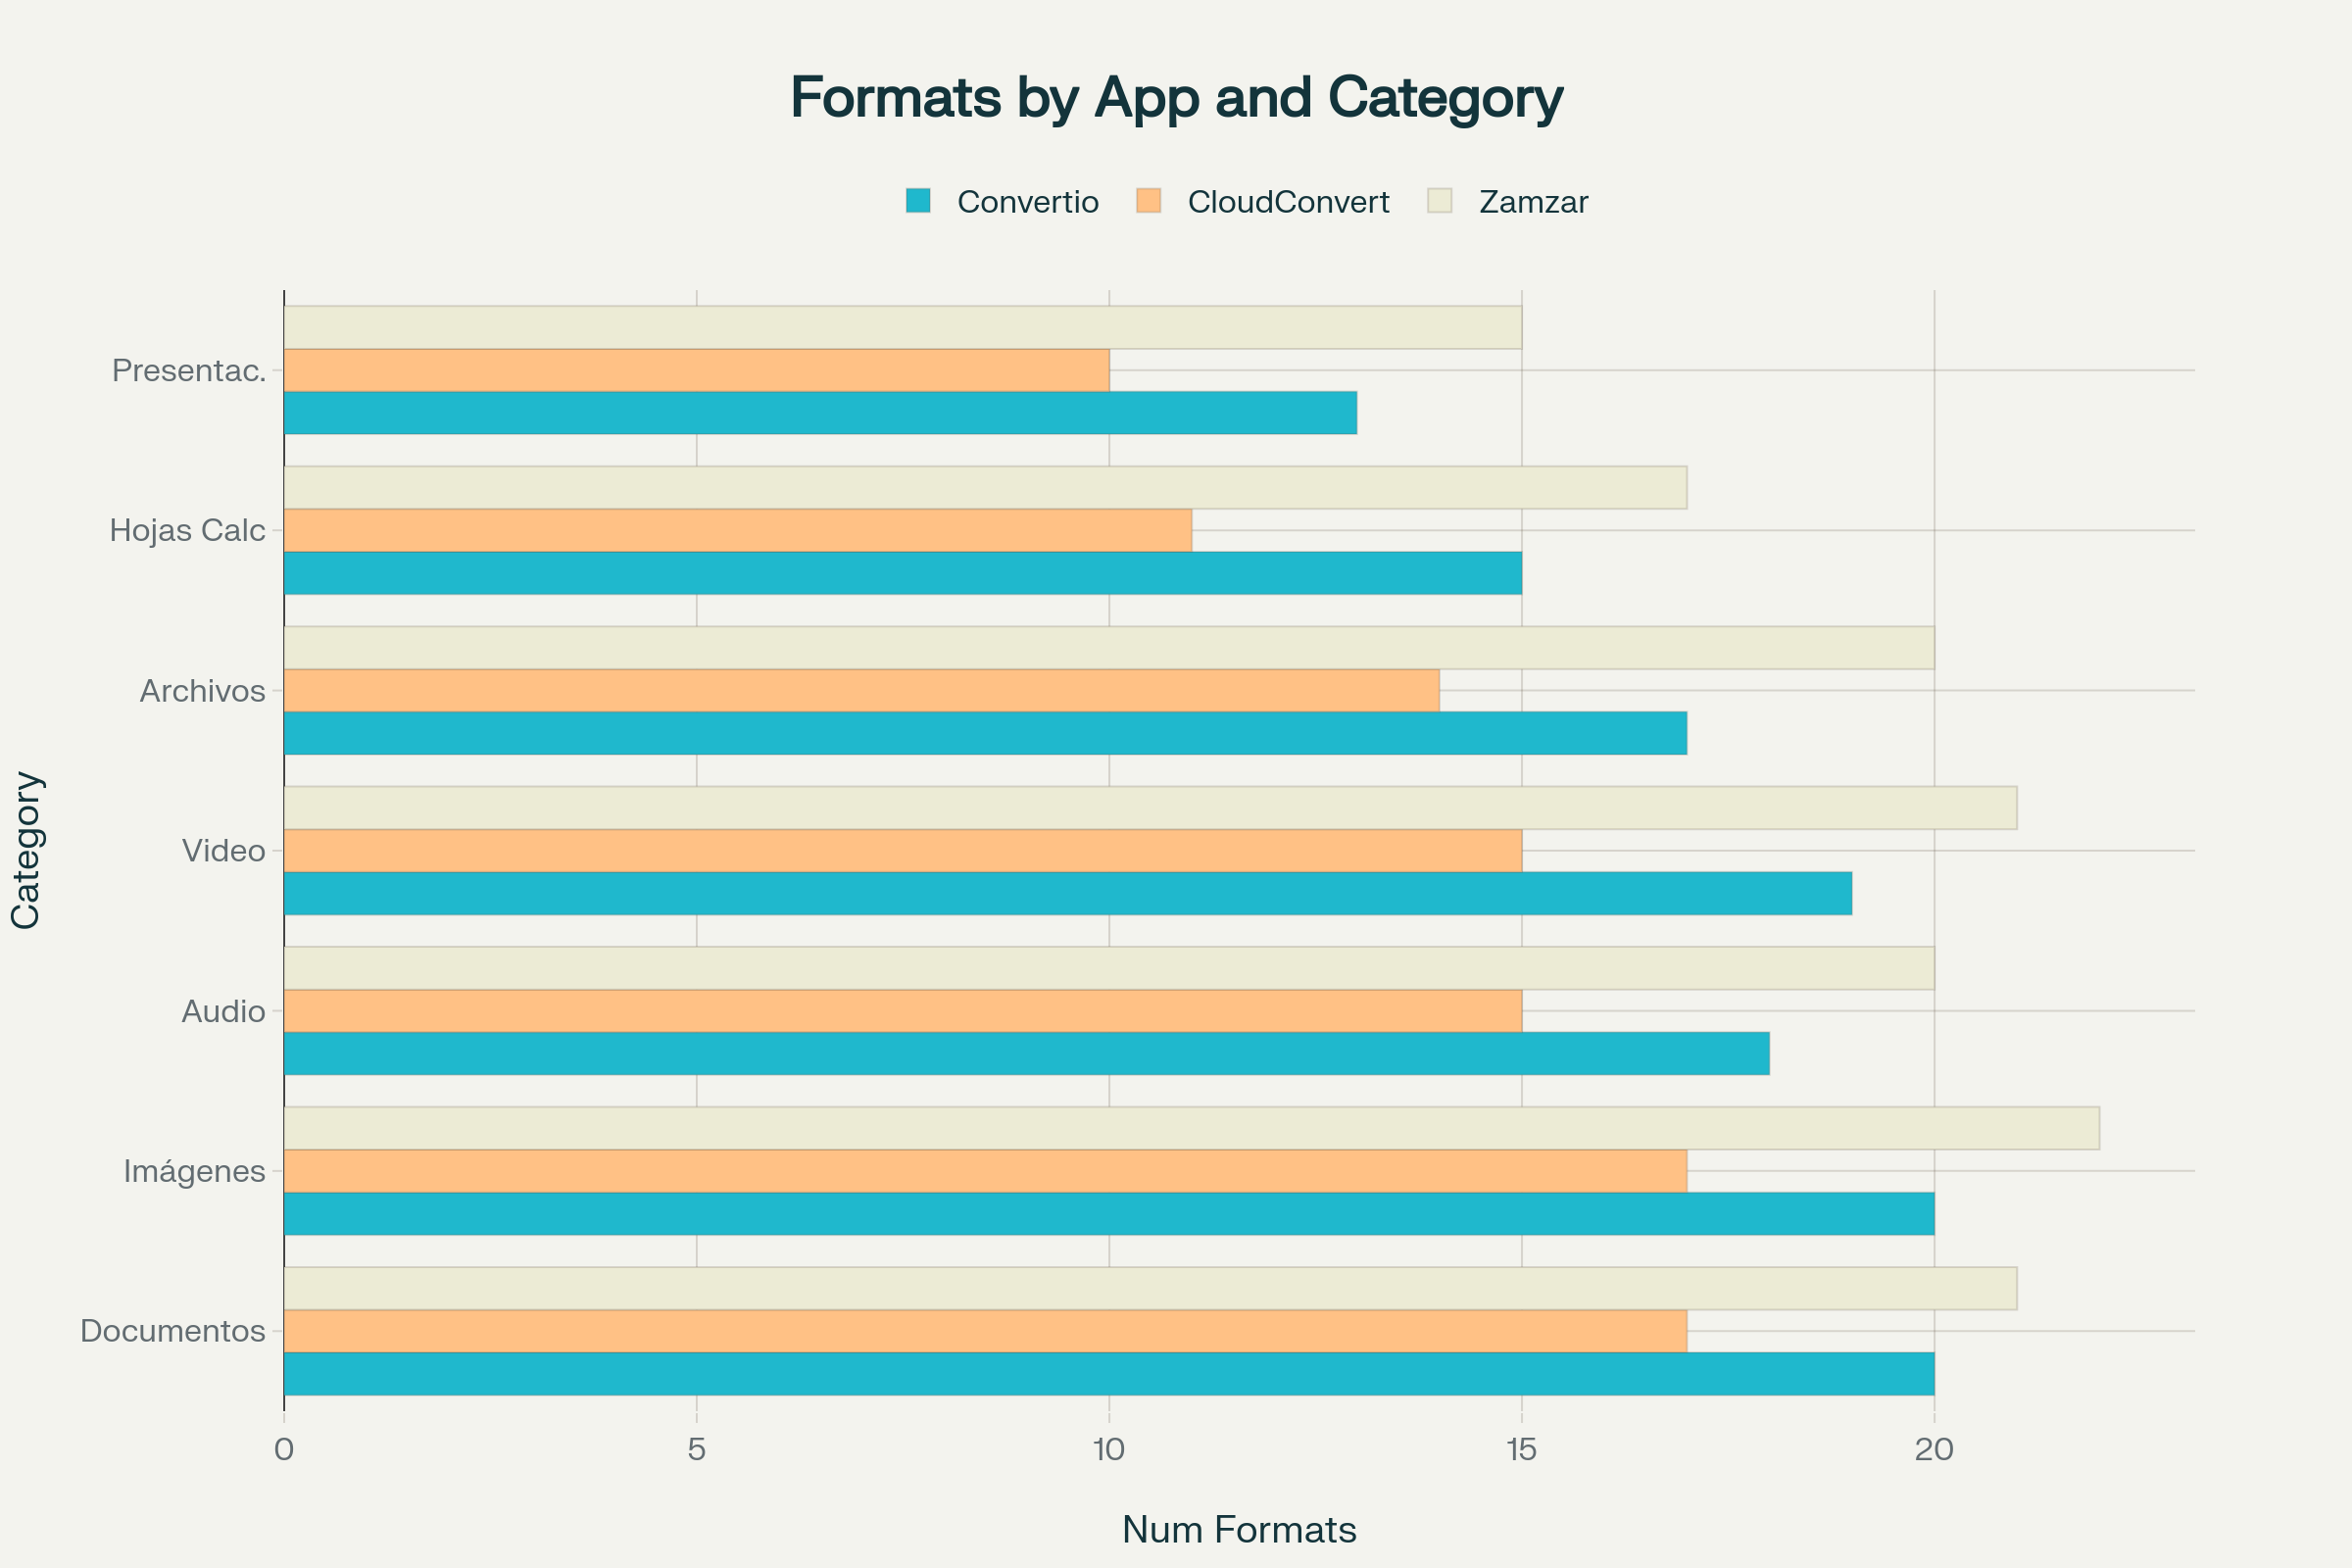 Formats by App and Category
Convertio CloudConvert Zamzar
Presentac.
Hojas Calc
Archivos
Video
Audio
Imágenes
Documentos
Category
0 5 10 15 20
Num Formats